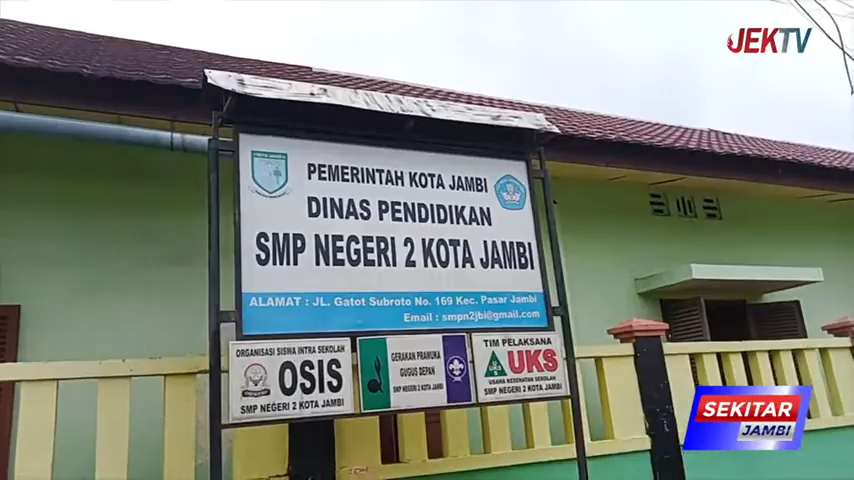 JEKTV
PEMERINTAH KOTA JAMBI
DINAS PENDIDIKAN
SMP NEGERI 2 KOTA JAMBI
ALAMAT : JL. Gatot Subroto No. 169 Kec. Pasar Jambi
Email : smpn2jbi@gmail.com
ORGANISASI SISWA INTRA SEKOLAH
OSIS
SMP NEGERI 2 KOTA JAMBI
GERAKAN PRAMUKA
GUGUS DEPAN
SMP NEGERI 2 KOTA JAMBI
TIM PELAKSANA
UKS
USAHA KESEHATAN SEKOLAH
SMP NEGERI 2 KOTA JAMBI
SEKITAR
JAMBI